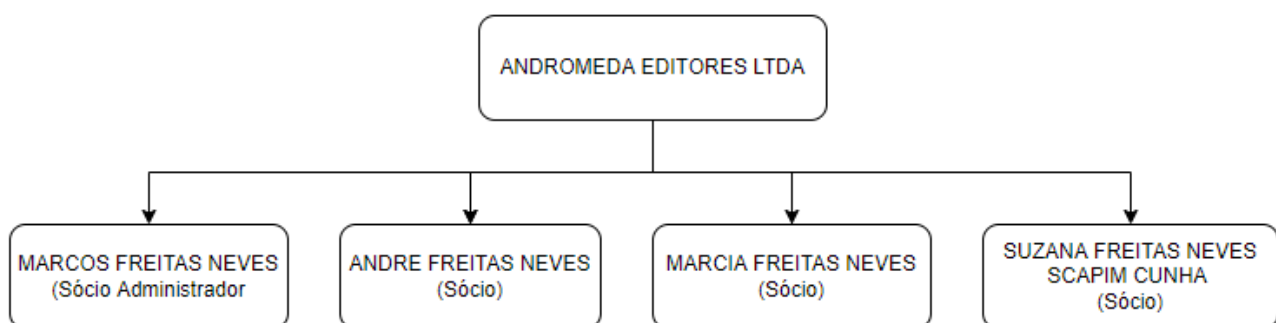 ANDROMEDA EDITORES LTDA
MARCOS FREITAS NEVES
(Sócio Administrador
ANDRE FREITAS NEVES
(Sócio)
MARCIA FREITAS NEVES
(Sócio)
SUZANA FREITAS NEVES
SCAPIM CUNHA
(Sócio)